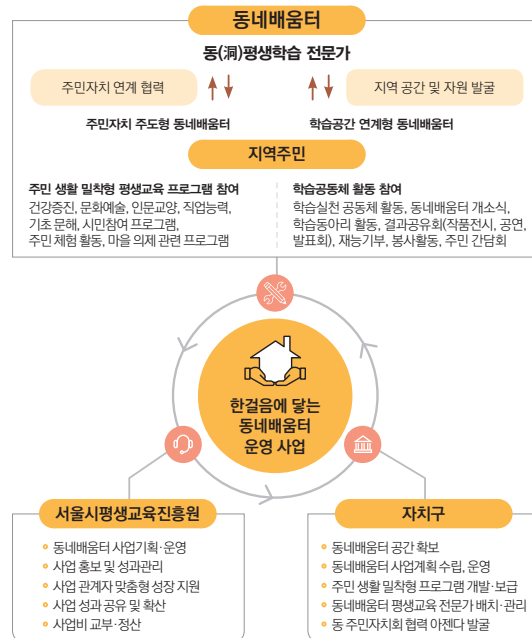 동네배움터
동(洞)평생학습 전문가
주민자치 연계 협력
지역 공간 및 자원 발굴
주민자치 주도형 동네배움터
학습공간 연계형 동네배움터
지역주민
주민 생활 밀착형 평생교육 프로그램 참여
건강증진, 문화예술, 인문교양, 직업능력,
기초 문해, 시민참여 프로그램,
주민 체험 활동, 마을 의제 관련 프로그램
학습공동체 활동 참여
학습실천 공동체 활동, 동네배움터 개소식,
학습동아리 활동, 결과공유회(작품전시, 공연,
발표회), 재능기부, 봉사활동, 주민 간담회
한걸음에 닿는
동네배움터
운영 사업
서울시평생교육진흥원
• 동네배움터 사업기획·운영
• 사업 홍보 및 성과관리
• 사업 관계자 맞춤형 성장 지원
• 사업 성과 공유 및 확산
• 사업비 교부·정산
자치구
• 동네배움터 공간 확보
• 동네배움터 사업계획 수립, 운영
• 주민 생활 밀착형 프로그램 개발·보급
• 동네배움터 평생교육 전문가 배치·관리
• 동 주민자치회 협력 아젠다 발굴